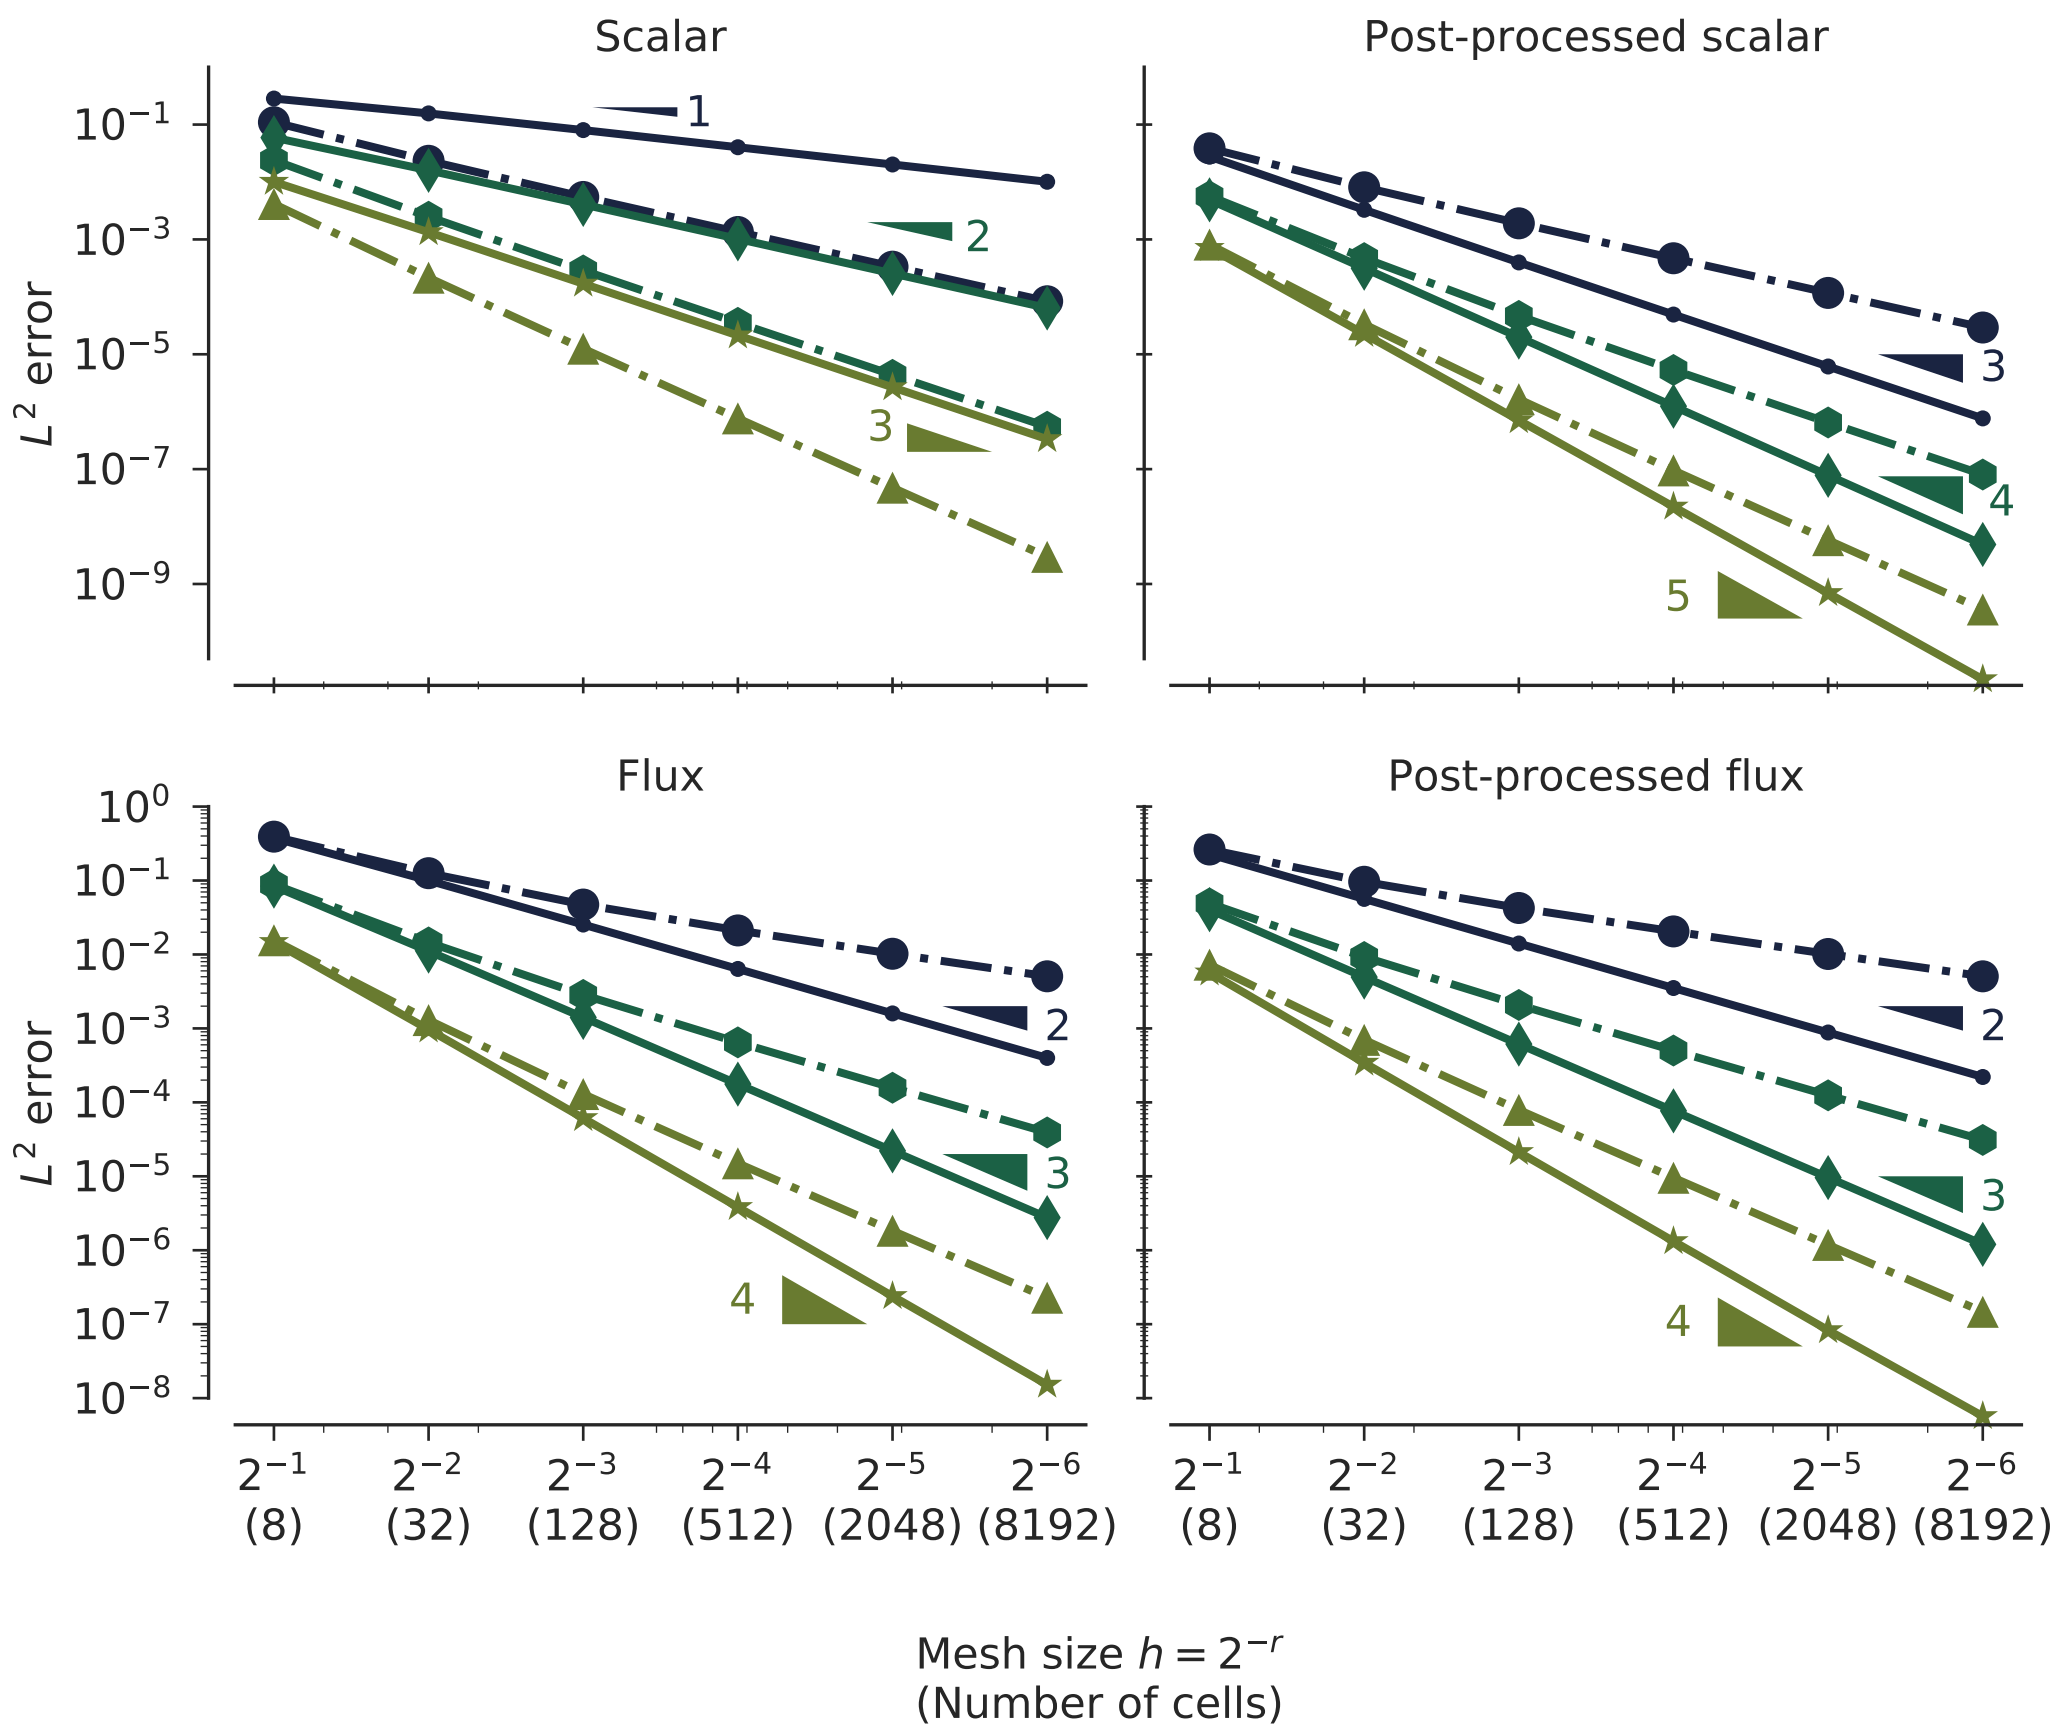 Scalar
Post-processed scalar
10⁻¹
10⁻³
10⁻⁵
10⁻⁷
10⁻⁹
L² error
1
2
3
3
4
5
Flux
Post-processed flux
10⁰
10⁻¹
10⁻²
10⁻³
10⁻⁴
10⁻⁵
10⁻⁶
10⁻⁷
10⁻⁸
L² error
2
3
4
2
3
4
2⁻¹ 2⁻² 2⁻³ 2⁻⁴ 2⁻⁵ 2⁻⁶ 2⁻¹ 2⁻² 2⁻³ 2⁻⁴ 2⁻⁵ 2⁻⁶
(8) (32) (128) (512) (2048) (8192) (8) (32) (128) (512) (2048) (8192)
Mesh size h = 2⁻ʳ
(Number of cells)